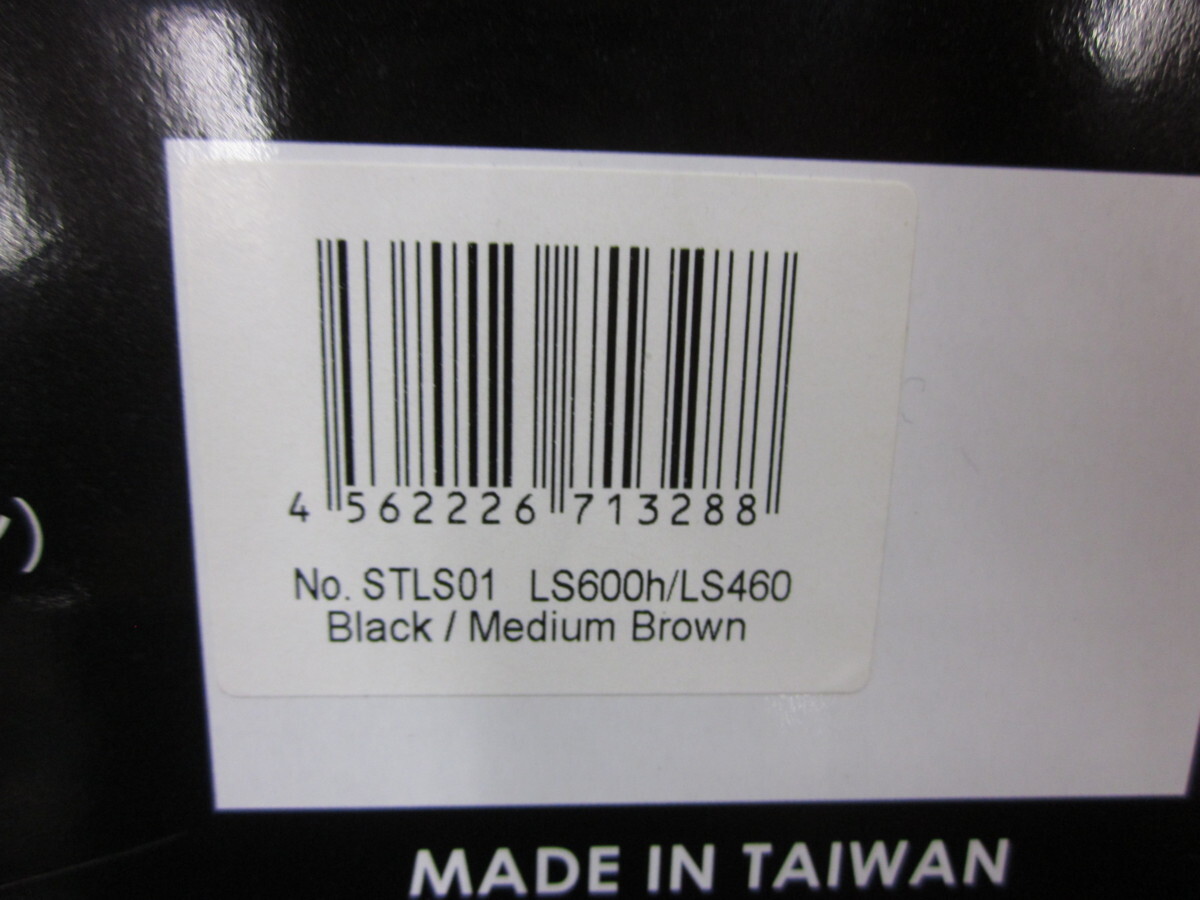 4 562226 713288
No. STLS01 LS600h/LS460
Black / Medium Brown
MADE IN TAIWAN